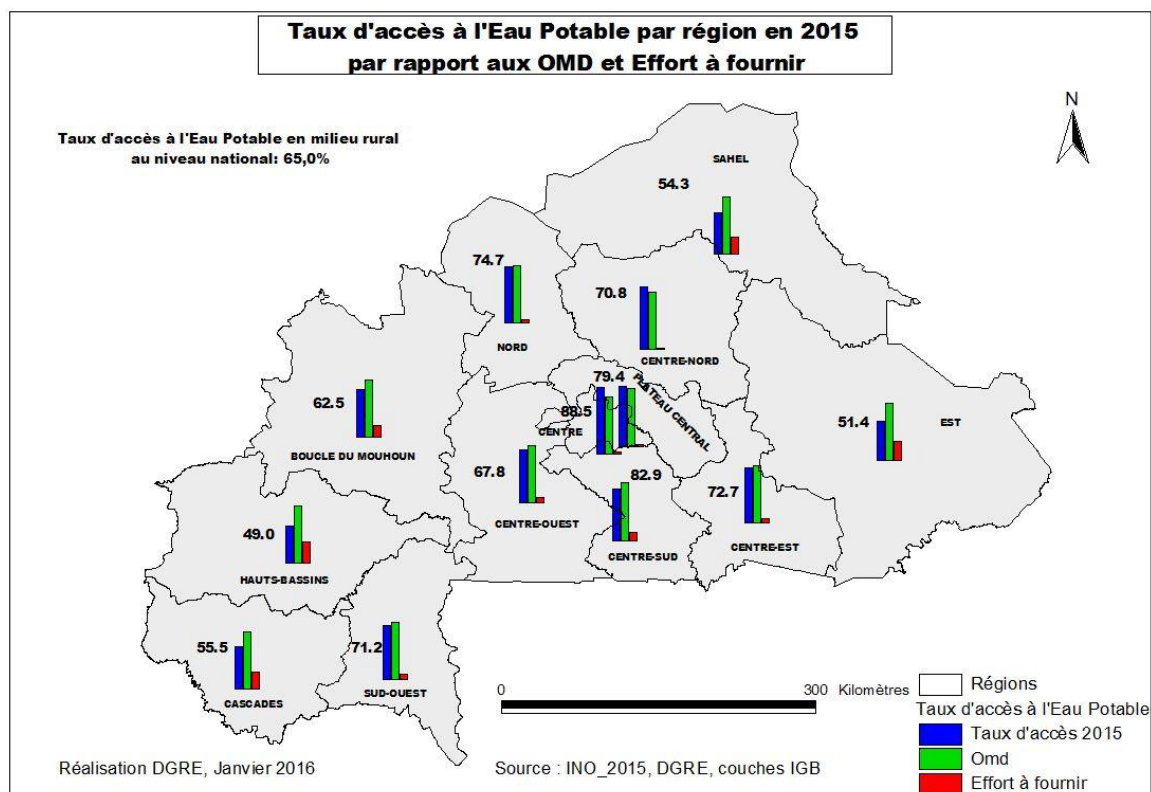 Taux d'accès à l'Eau Potable par région en 2015
par rapport aux OMD et Effort à fournir
Taux d'accès à l'Eau Potable en milieu rural
au niveau national: 65,0%
N
SAHEL
54.3
74.7
NORD
70.8
CENTRE-NORD
79.4
PLATEAU CENTRAL
88.5
CENTRE
62.5
BOUCLE DU MOUHOUN
51.4
EST
67.8
CENTRE-OUEST
82.9
CENTRE-SUD
72.7
CENTRE-EST
49.0
HAUTS-BASSINS
55.5
CASCADES
71.2
SUD-OUEST
0 300 Kilomètres
Régions
Taux d'accès à l'Eau Potable
Taux d'accès 2015
Omd
Effort à fournir
Réalisation DGRE, Janvier 2016
Source : INO_2015, DGRE, couches IGB